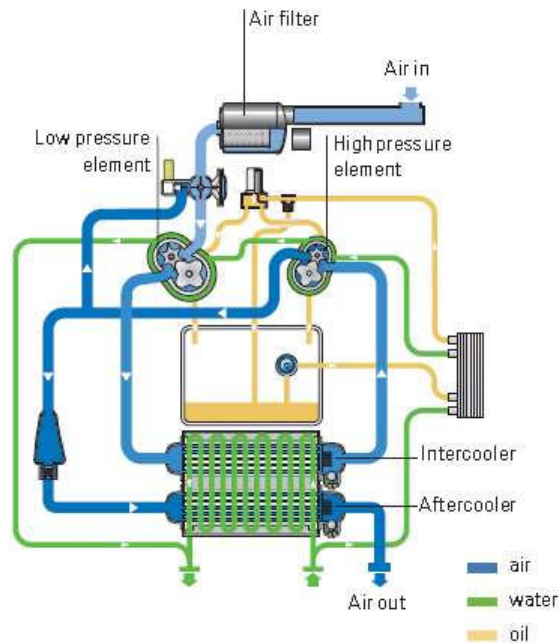 Air filter
Air in
Low pressure
element
High pressure
element
Intercooler
Aftercooler
Air out
air
water
oil